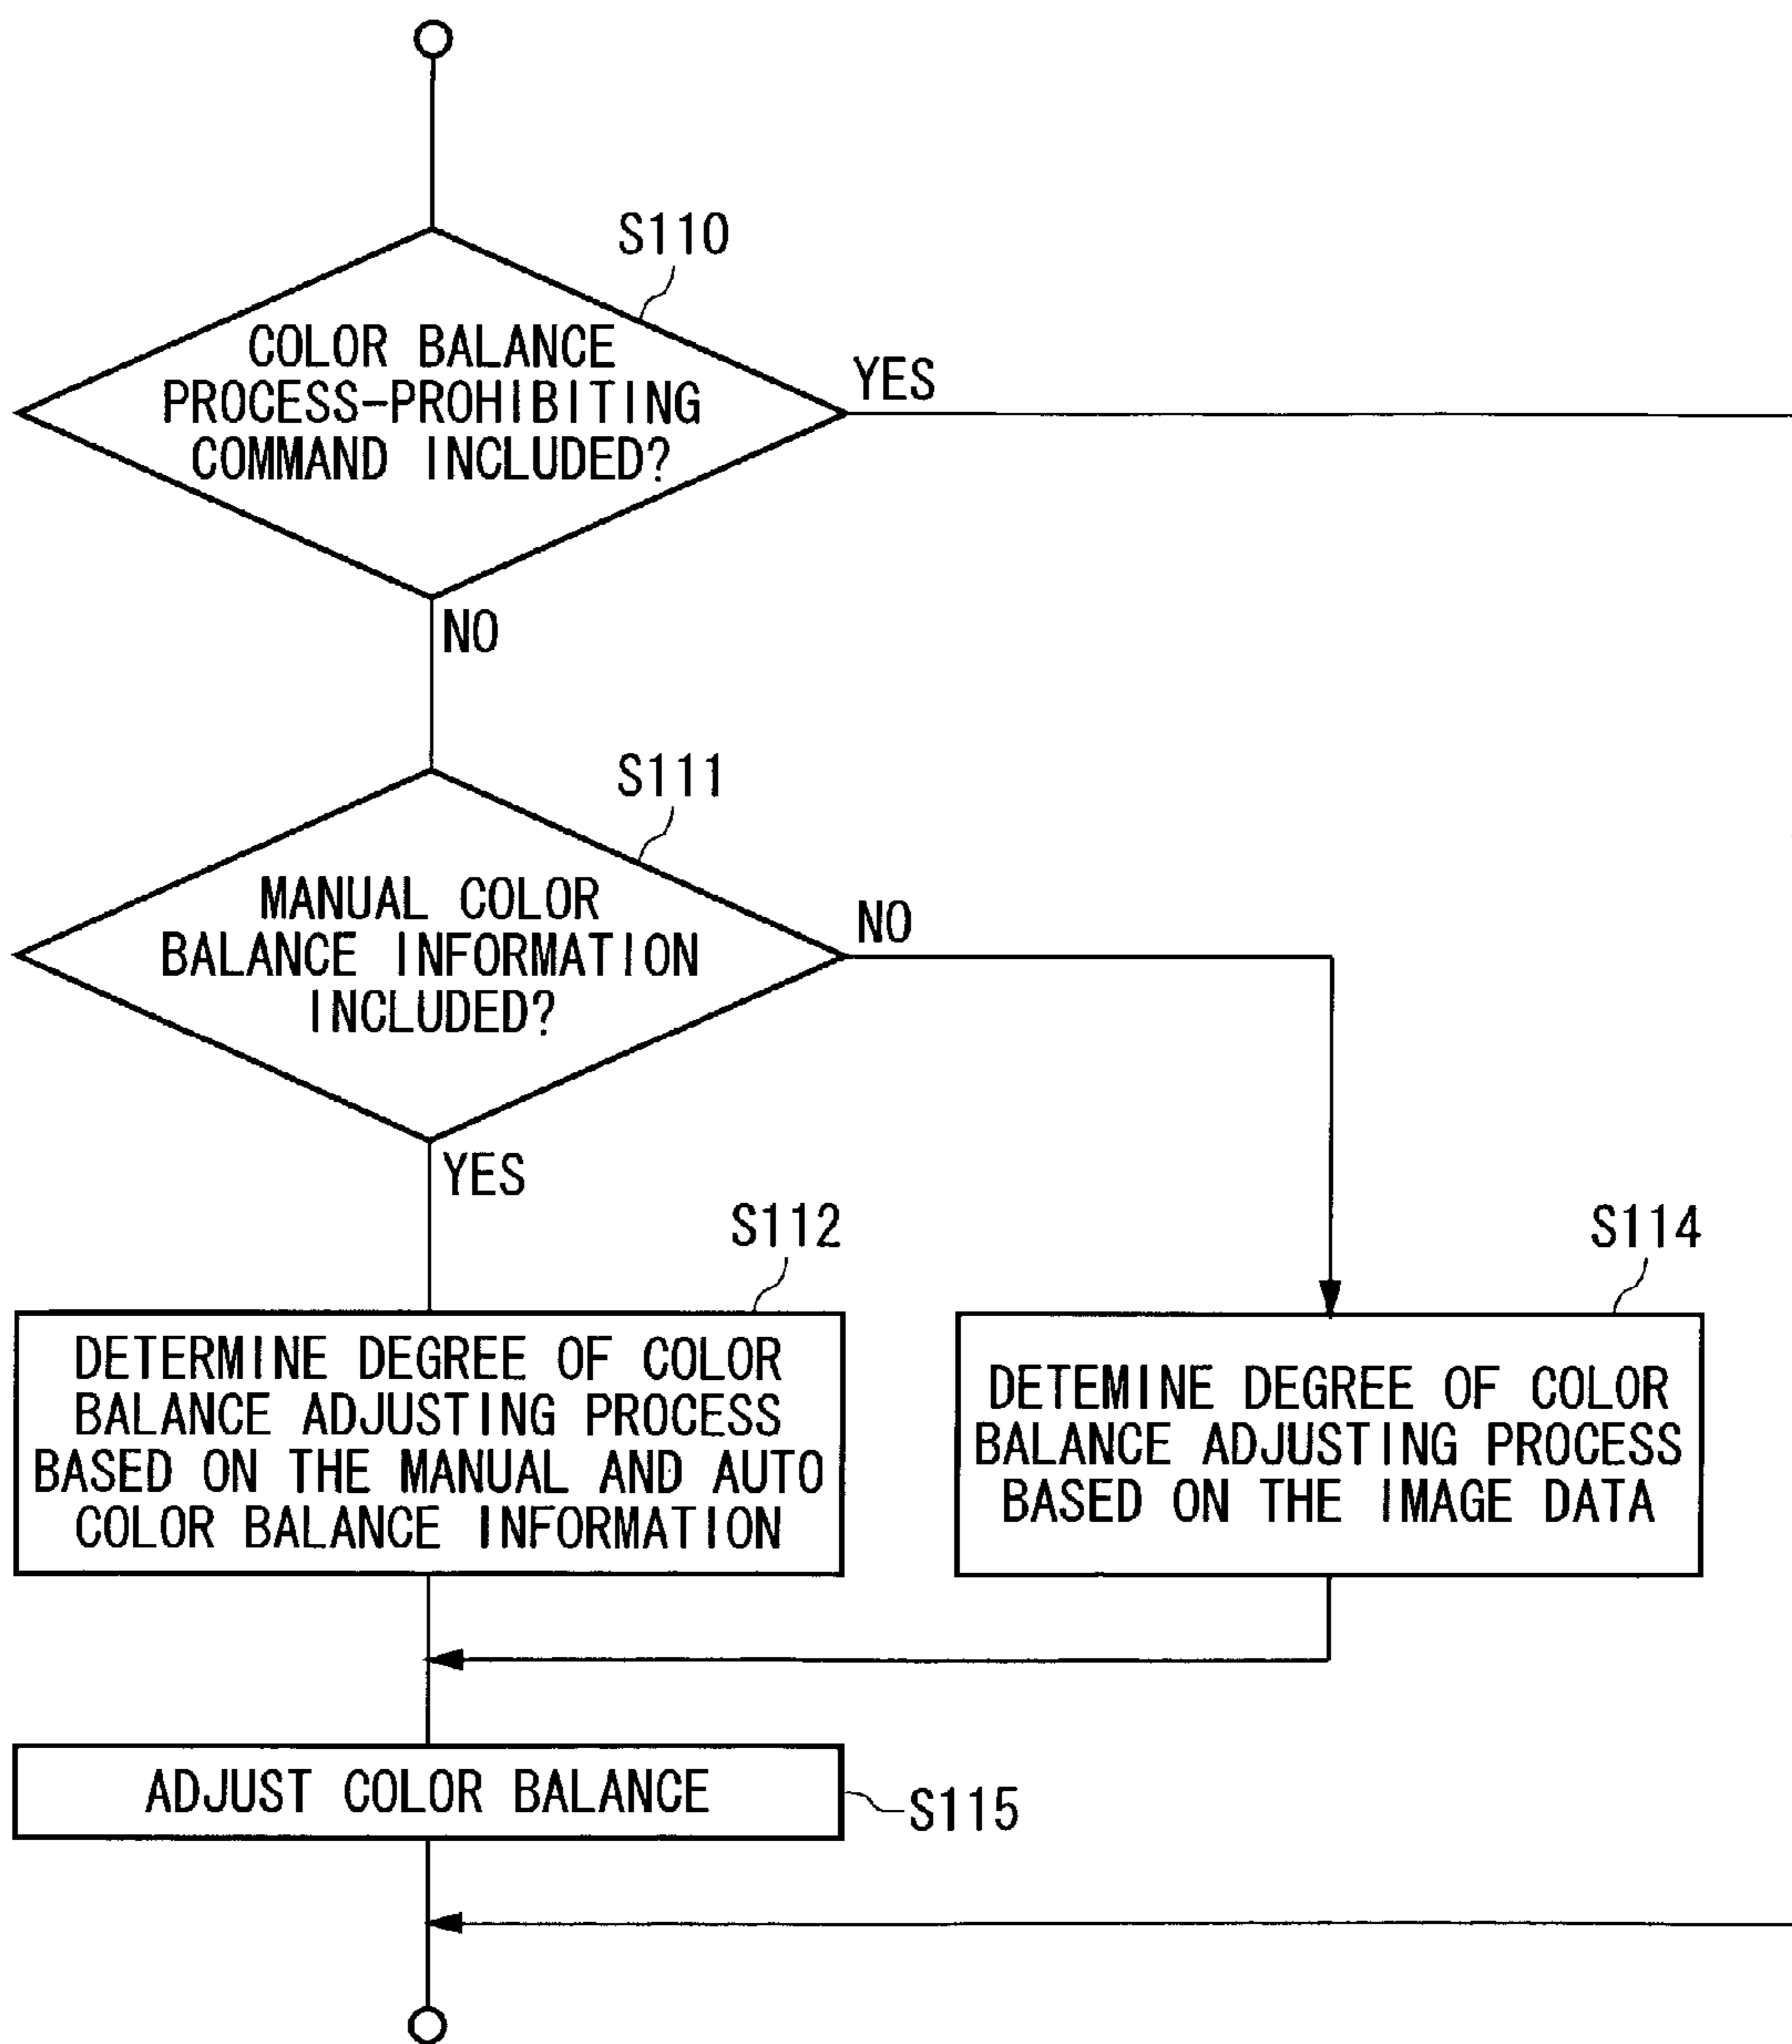 S110
COLOR BALANCE
PROCESS-PROHIBITING
COMMAND INCLUDED?
YES
NO
S111
MANUAL COLOR
BALANCE INFORMATION
INCLUDED?
NO
YES
S112
DETERMINE DEGREE OF COLOR
BALANCE ADJUSTING PROCESS
BASED ON THE MANUAL AND AUTO
COLOR BALANCE INFORMATION
S114
DETEMINE DEGREE OF COLOR
BALANCE ADJUSTING PROCESS
BASED ON THE IMAGE DATA
ADJUST COLOR BALANCE
S115